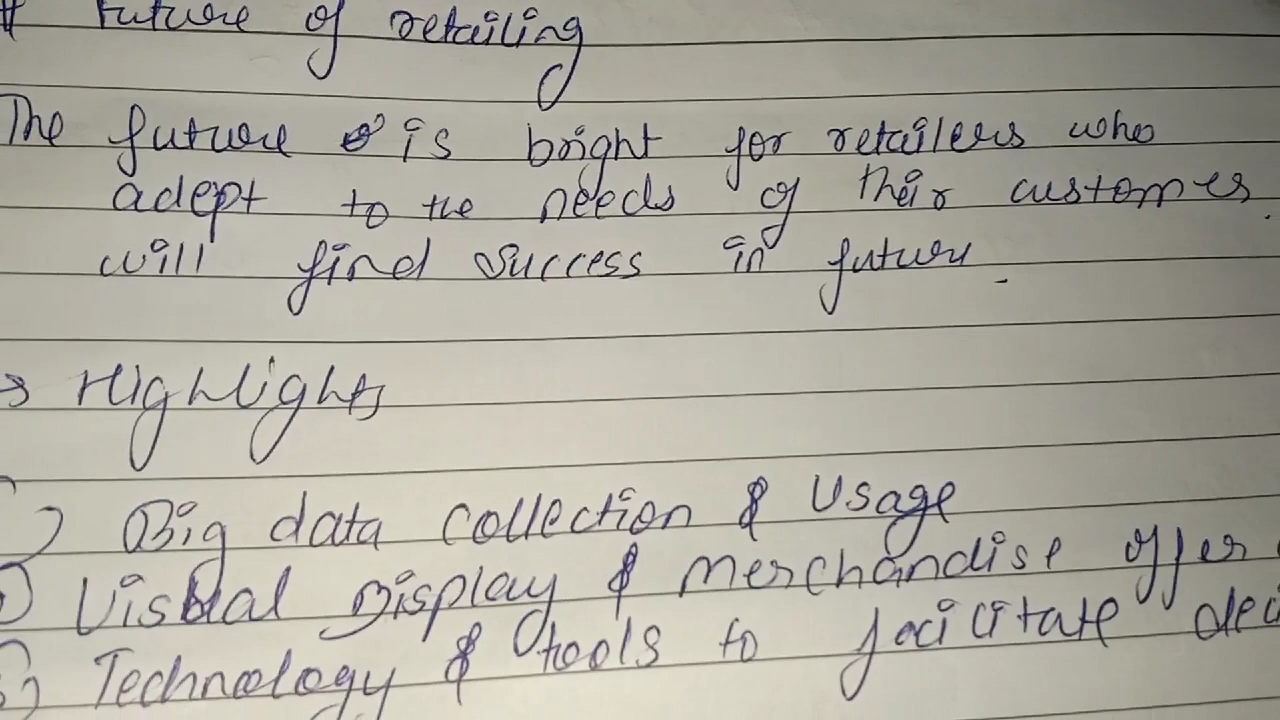 # Future of retailing
The future is bright for retailers who
adept to the needs of their customers.
will find success in future.
Highlights
Big data collection & Usage
Visual Display & merchandise offer
Technology & tools to facilitate deci